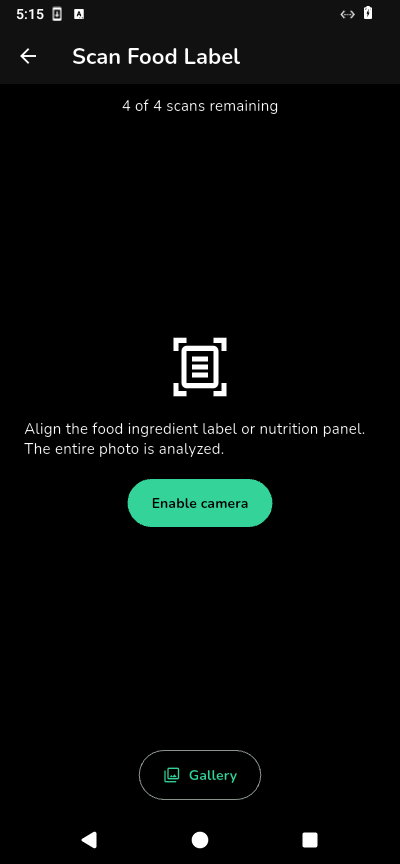 5:15
Scan Food Label
4 of 4 scans remaining
Align the food ingredient label or nutrition panel.
The entire photo is analyzed.
Enable camera
Gallery